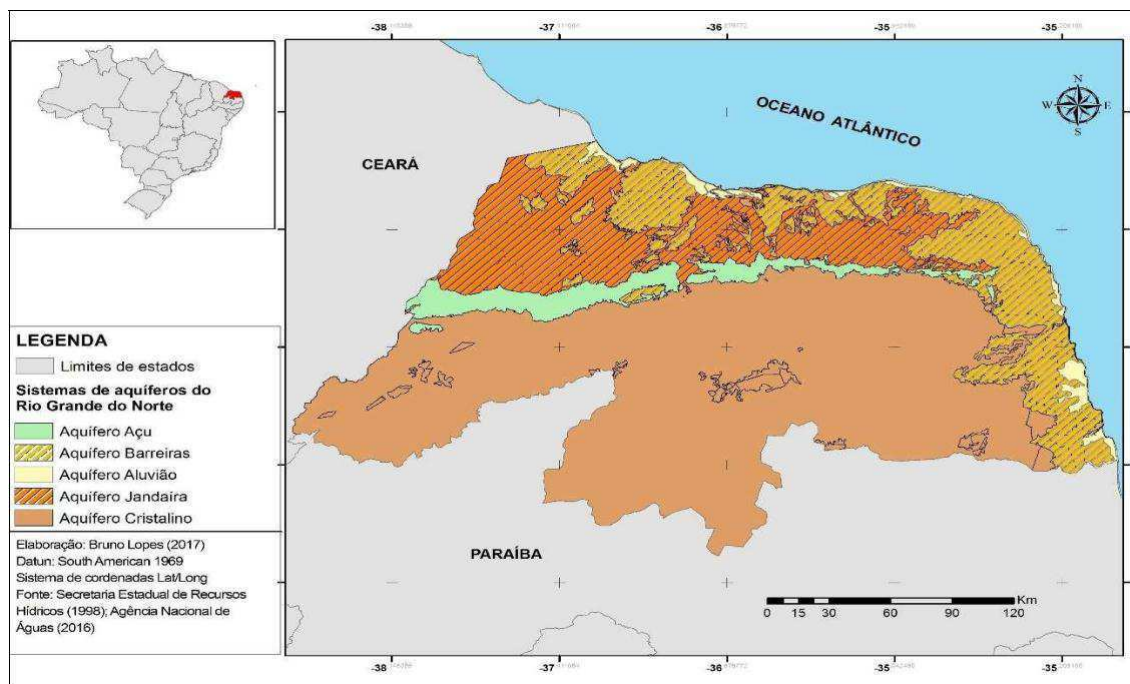 -38
-37
-36
-35
-35
N
W
E
S
OCEANO ATLÂNTICO
CEARÁ
PARAÍBA
LEGENDA
Limites de estados
Sistemas de aquíferos do
Rio Grande do Norte
Aquífero Açu
Aquífero Barreiras
Aquífero Aluvião
Aquífero Jandaíra
Aquífero Cristalino
Elaboração: Bruno Lopes (2017)
Datun: South American 1969
Sistema de cordenadas Lat/Long
Fonte: Secretaria Estadual de Recursos
Hídricos (1998); Agência Nacional de
Águas (2016)
Km
0 15 30 60 90 120
-38
-37
-36
-35
-35